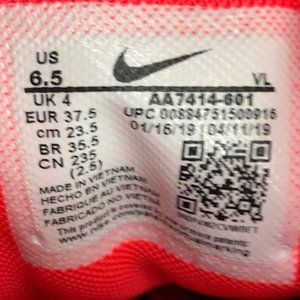 US
6.5
VL
UK 4
EUR 37.5
cm 23.5
BR 35.5
CN 235
(2.5)
AA7414-601
UPC 00884751500916
01/16/19 04/11/19
MADE IN VIETNAM
HECHO EN VIETNAM
FABRIQUÉ AU VIETNAM
FABRICADO NO VIETNAM